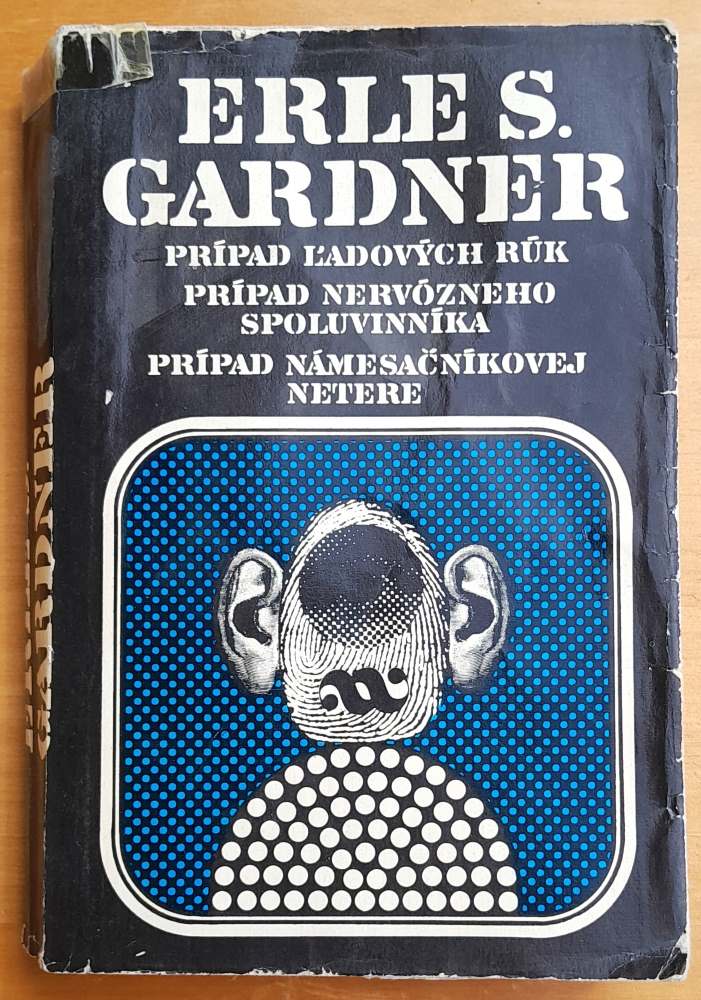 ERLE S.
GARDNER
PRÍPAD ĽADOVÝCH RÚK
PRÍPAD NERVÓZNEHO
SPOLUVINNÍKA
PRÍPAD NÁMESAČNÍKOVEJ
NETERE
GARDNER